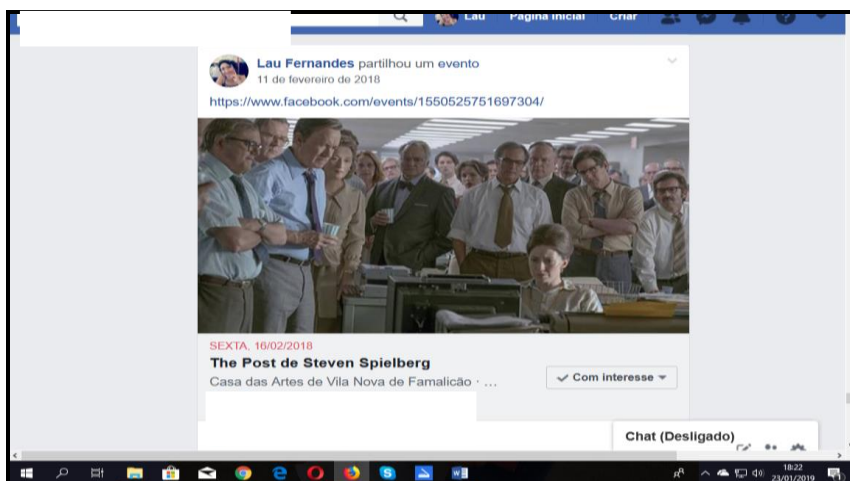 Lau
Página inicial
Criar
Lau Fernandes partilhou um evento
11 de fevereiro de 2018
https://www.facebook.com/events/1550525751697304/
SEXTA, 16/02/2018
The Post de Steven Spielberg
Casa das Artes de Vila Nova de Famalicão · ...
Com interesse
Chat (Desligado)
18:22
23/01/2019